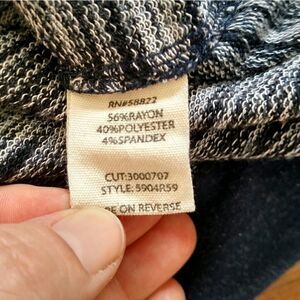 RN#58822
56%RAYON
40%POLYESTER
4%SPANDEX
CUT:3000707
STYLE:5904R59
ON REVERSE